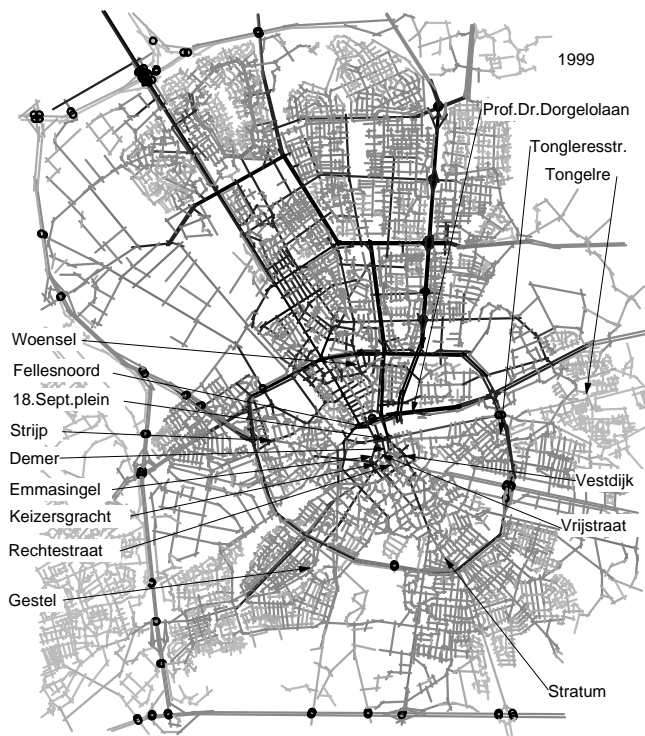 1999
Prof.Dr.Dorgelolaan
Tongleresstr.
Tongelre
Woensel
Fellesnoord
18.Sept.plein
Strijp
Demer
Emmasingel
Keizersgracht
Rechtestraat
Gestel
Vestdijk
Vrijstraat
Stratum